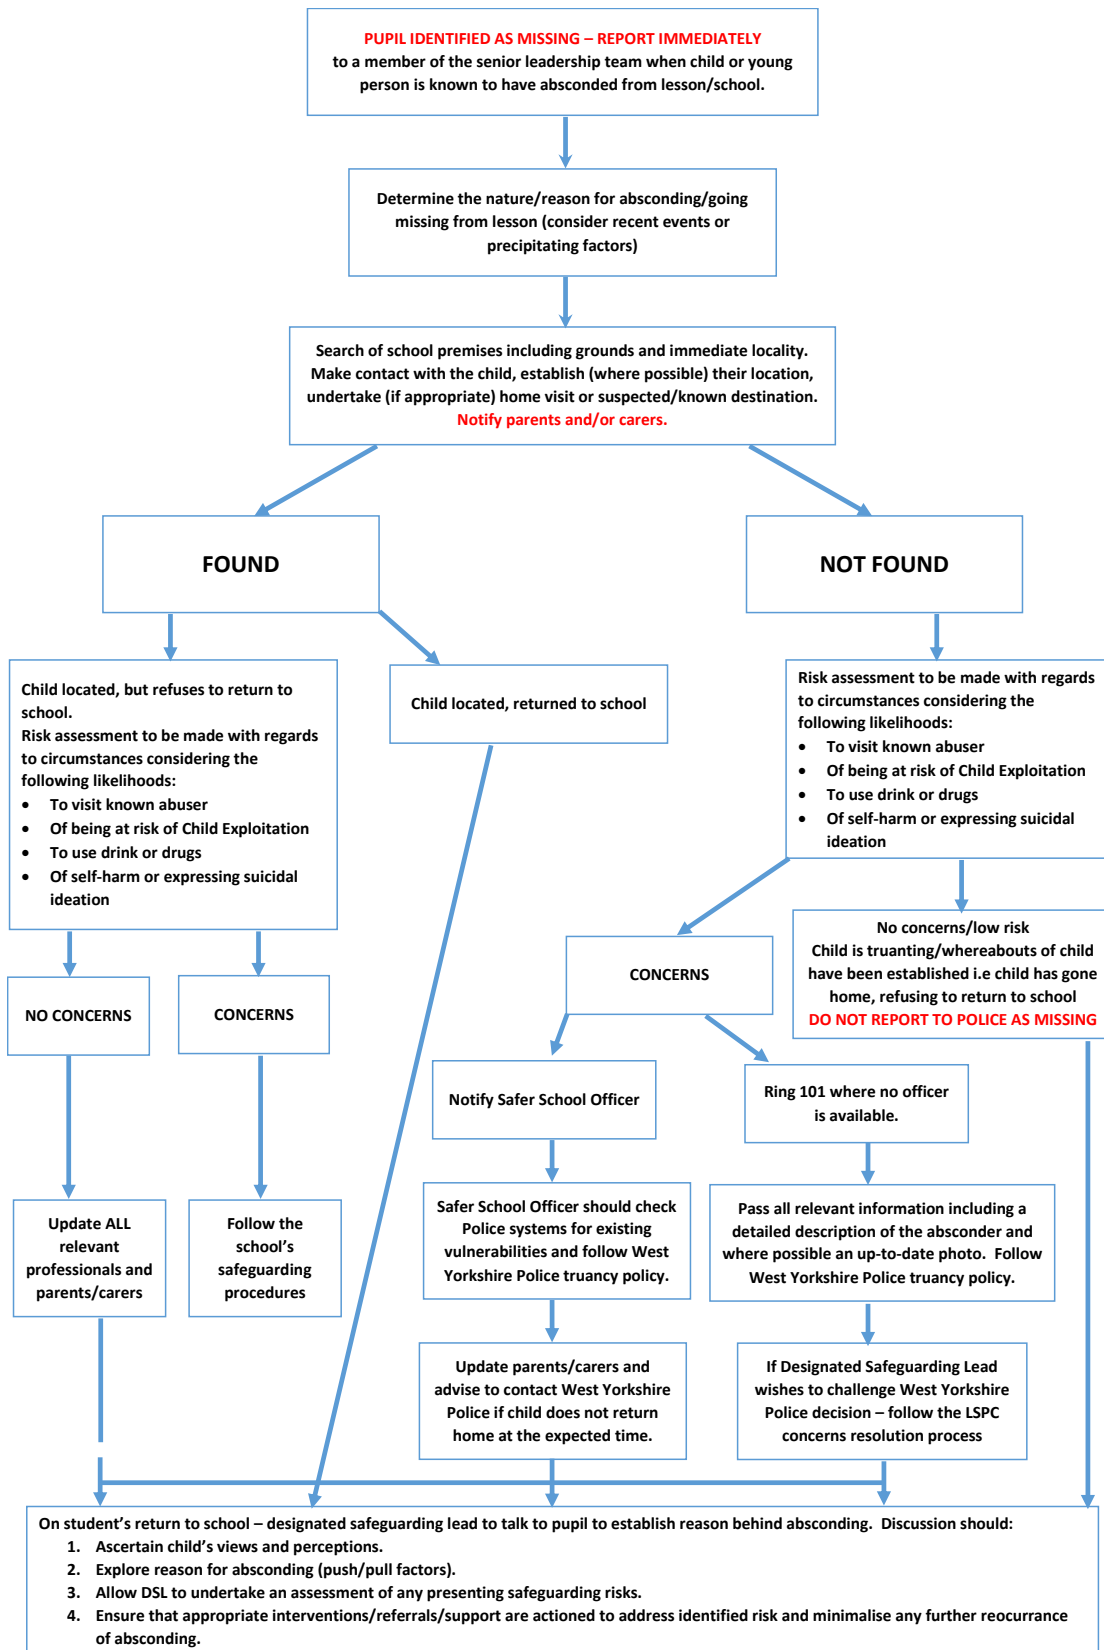 PUPIL IDENTIFIED AS MISSING – REPORT IMMEDIATELY
to a member of the senior leadership team when child or young
person is known to have absconded from lesson/school.
Determine the nature/reason for absconding/going
missing from lesson (consider recent events or
precipitating factors)
Search of school premises including grounds and immediate locality.
Make contact with the child, establish (where possible) their location,
undertake (if appropriate) home visit or suspected/known destination.
Notify parents and/or carers.
FOUND
NOT FOUND
Child located, but refuses to return to
school.
Risk assessment to be made with regards
to circumstances considering the
following likelihoods:
• To visit known abuser
• Of being at risk of Child Exploitation
• To use drink or drugs
• Of self-harm or expressing suicidal
ideation
Child located, returned to school
Risk assessment to be made with regards
to circumstances considering the
following likelihoods:
• To visit known abuser
• Of being at risk of Child Exploitation
• To use drink or drugs
• Of self-harm or expressing suicidal
ideation
NO CONCERNS
CONCERNS
CONCERNS
No concerns/low risk
Child is truanting/whereabouts of child
have been established i.e child has gone
home, refusing to return to school
DO NOT REPORT TO POLICE AS MISSING
Notify Safer School Officer
Ring 101 where no officer
is available.
Update ALL
relevant
professionals and
parents/carers
Follow the
school's
safeguarding
procedures
Safer School Officer should check
Police systems for existing
vulnerabilities and follow West
Yorkshire Police truancy policy.
Pass all relevant information including a
detailed description of the absconder and
where possible an up-to-date photo.  Follow
West Yorkshire Police truancy policy.
Update parents/carers and
advise to contact West Yorkshire
Police if child does not return
home at the expected time.
If Designated Safeguarding Lead
wishes to challenge West Yorkshire
Police decision – follow the LSPC
concerns resolution process
On student's return to school – designated safeguarding lead to talk to pupil to establish reason behind absconding.  Discussion should:
1. Ascertain child's views and perceptions.
2. Explore reason for absconding (push/pull factors).
3. Allow DSL to undertake an assessment of any presenting safeguarding risks.
4. Ensure that appropriate interventions/referrals/support are actioned to address identified risk and minimalise any further reocurrance
of absconding.